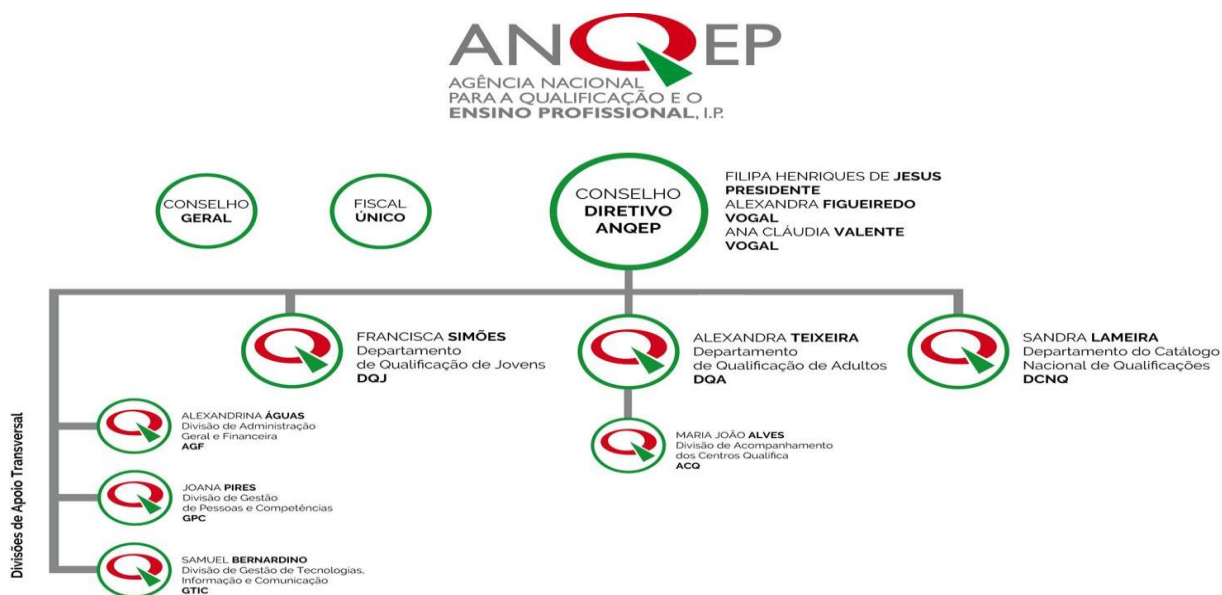 ANQEP
AGÊNCIA NACIONAL
PARA A QUALIFICAÇÃO E O
ENSINO PROFISSIONAL, I.P.
CONSELHO
GERAL
FISCAL
ÚNICO
CONSELHO
DIRETIVO
ANQEP
FILIPA HENRIQUES DE JESUS
PRESIDENTE
ALEXANDRA FIGUEIREDO
VOGAL
ANA CLÁUDIA VALENTE
VOGAL
FRANCISCA SIMÕES
Departamento
de Qualificação de Jovens
DQJ
ALEXANDRA TEIXEIRA
Departamento
de Qualificação de Adultos
DQA
SANDRA LAMEIRA
Departamento do Catálogo
Nacional de Qualificações
DCNQ
MARIA JOÃO ALVES
Divisão de Acompanhamento
dos Centros Qualifica
ACQ
Divisões de Apoio Transversal
ALEXANDRINA ÁGUAS
Divisão de Administração
Geral e Financeira
AGF
JOANA PIRES
Divisão de Gestão
de Pessoas e Competências
GPC
SAMUEL BERNARDINO
Divisão de Gestão de Tecnologias,
Informação e Comunicação
GTIC